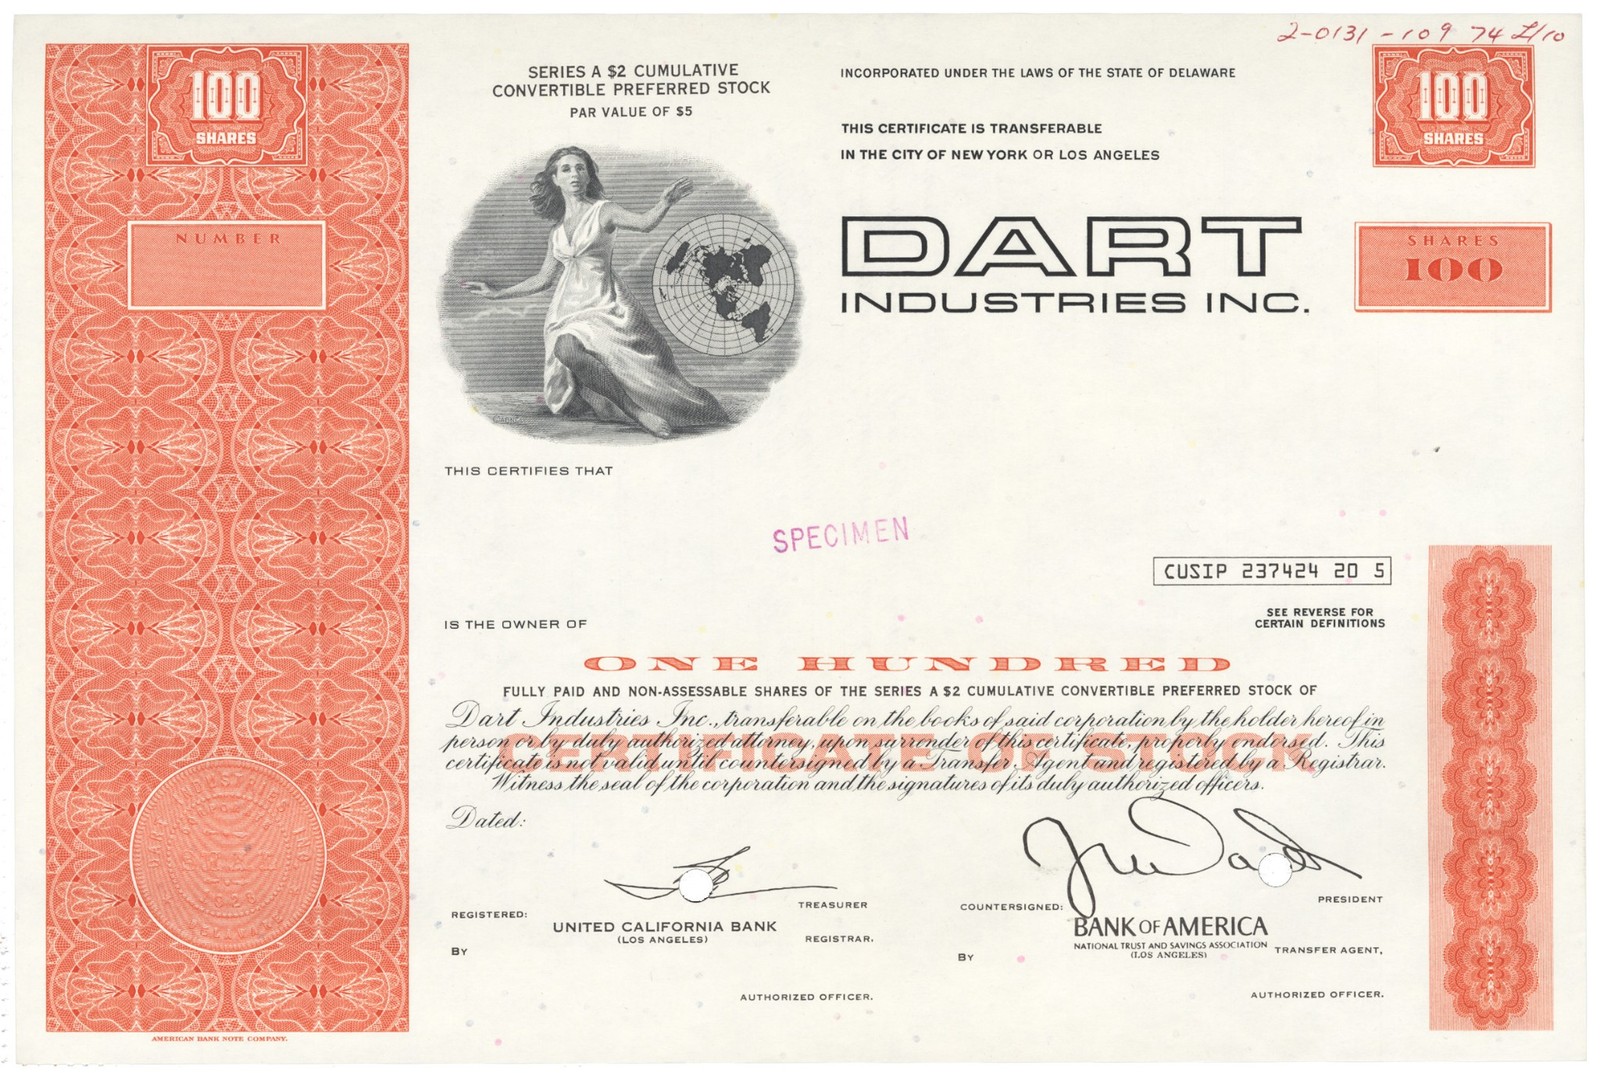 2-0131-109 74 £/10
100
SHARES
NUMBER
SERIES A $2 CUMULATIVE
CONVERTIBLE PREFERRED STOCK
PAR VALUE OF $5
INCORPORATED UNDER THE LAWS OF THE STATE OF DELAWARE
THIS CERTIFICATE IS TRANSFERABLE
IN THE CITY OF NEW YORK OR LOS ANGELES
100
SHARES
DART
INDUSTRIES INC.
SHARES
100
THIS CERTIFIES THAT
SPECIMEN
CUSIP 237424 20 5
SEE REVERSE FOR
CERTAIN DEFINITIONS
IS THE OWNER OF
ONE HUNDRED
FULLY PAID AND NON-ASSESSABLE SHARES OF THE SERIES A $2 CUMULATIVE CONVERTIBLE PREFERRED STOCK OF
Dart Industries Inc., transferable on the books of said corporation by the holder hereof in
person or by duly authorized attorney, upon surrender of this certificate, properly endorsed. This
certificate is not valid until countersigned by a Transfer Agent and registered by a Registrar.
Witness the seal of the corporation and the signatures of its duly authorized officers.
CERTIFICATE OF STOCK
Dated:
TREASURER
PRESIDENT
REGISTERED:
UNITED CALIFORNIA BANK
(LOS ANGELES)
REGISTRAR.
BY
AUTHORIZED OFFICER.
COUNTERSIGNED:
BANK OF AMERICA
NATIONAL TRUST AND SAVINGS ASSOCIATION
(LOS ANGELES)
TRANSFER AGENT,
BY
AUTHORIZED OFFICER.
AMERICAN BANK NOTE COMPANY.